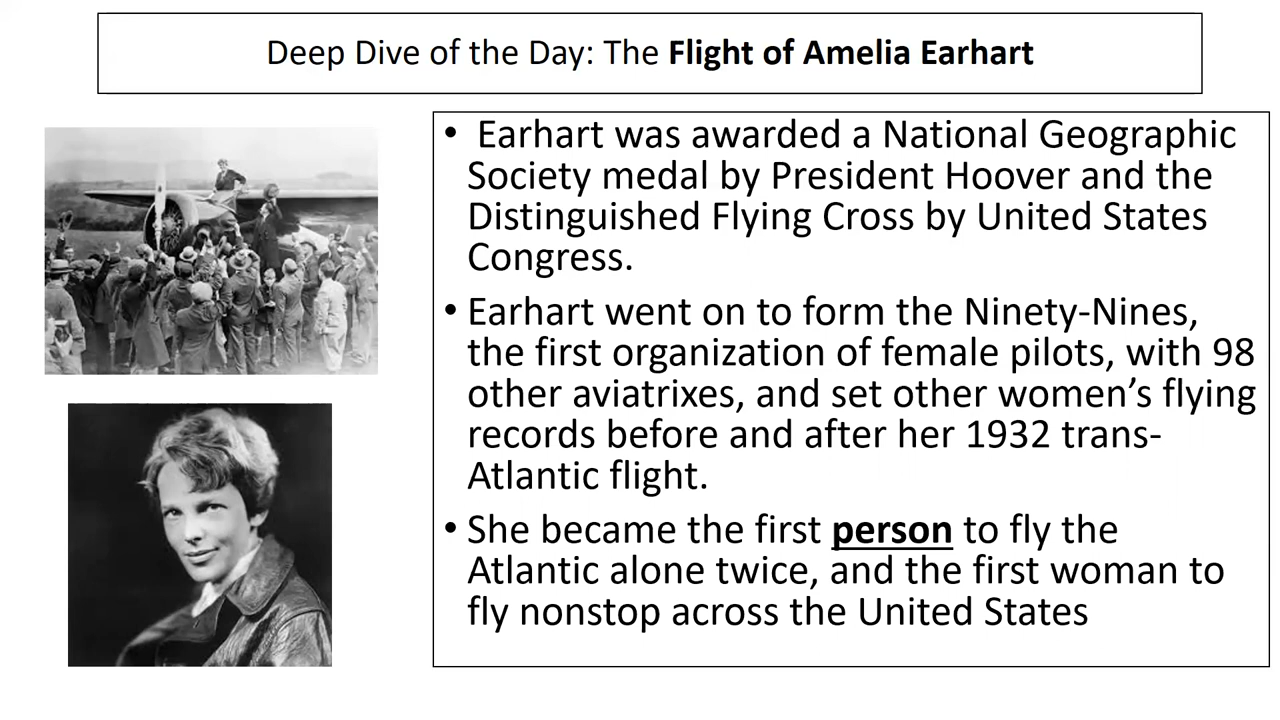 Deep Dive of the Day: The Flight of Amelia Earhart
• Earhart was awarded a National Geographic
Society medal by President Hoover and the
Distinguished Flying Cross by United States
Congress.
• Earhart went on to form the Ninety-Nines,
the first organization of female pilots, with 98
other aviatrixes, and set other women’s flying
records before and after her 1932 trans-
Atlantic flight.
• She became the first person to fly the
Atlantic alone twice, and the first woman to
fly nonstop across the United States